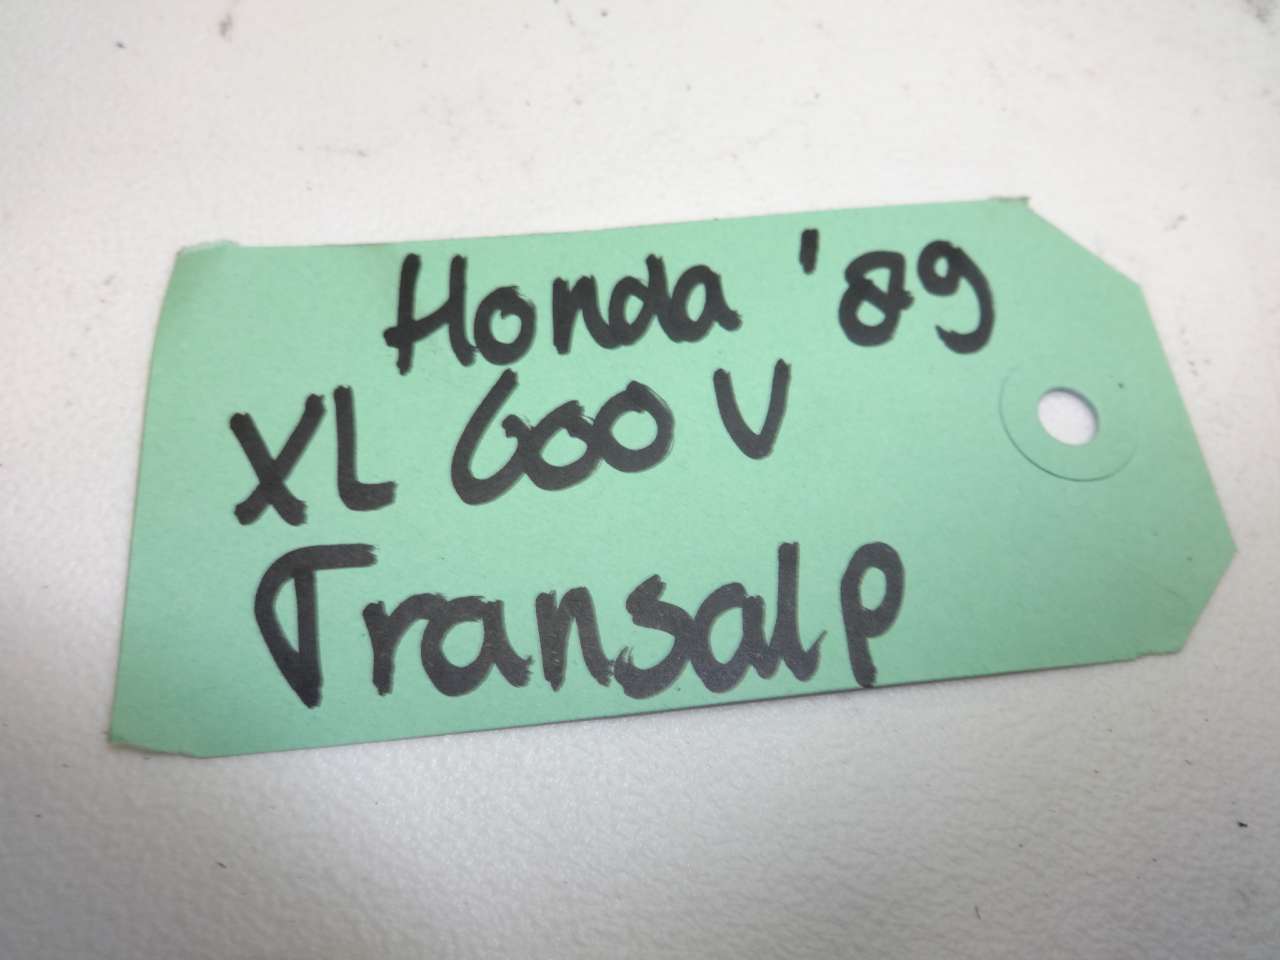 Honda '89
XL 600 V
Transalp